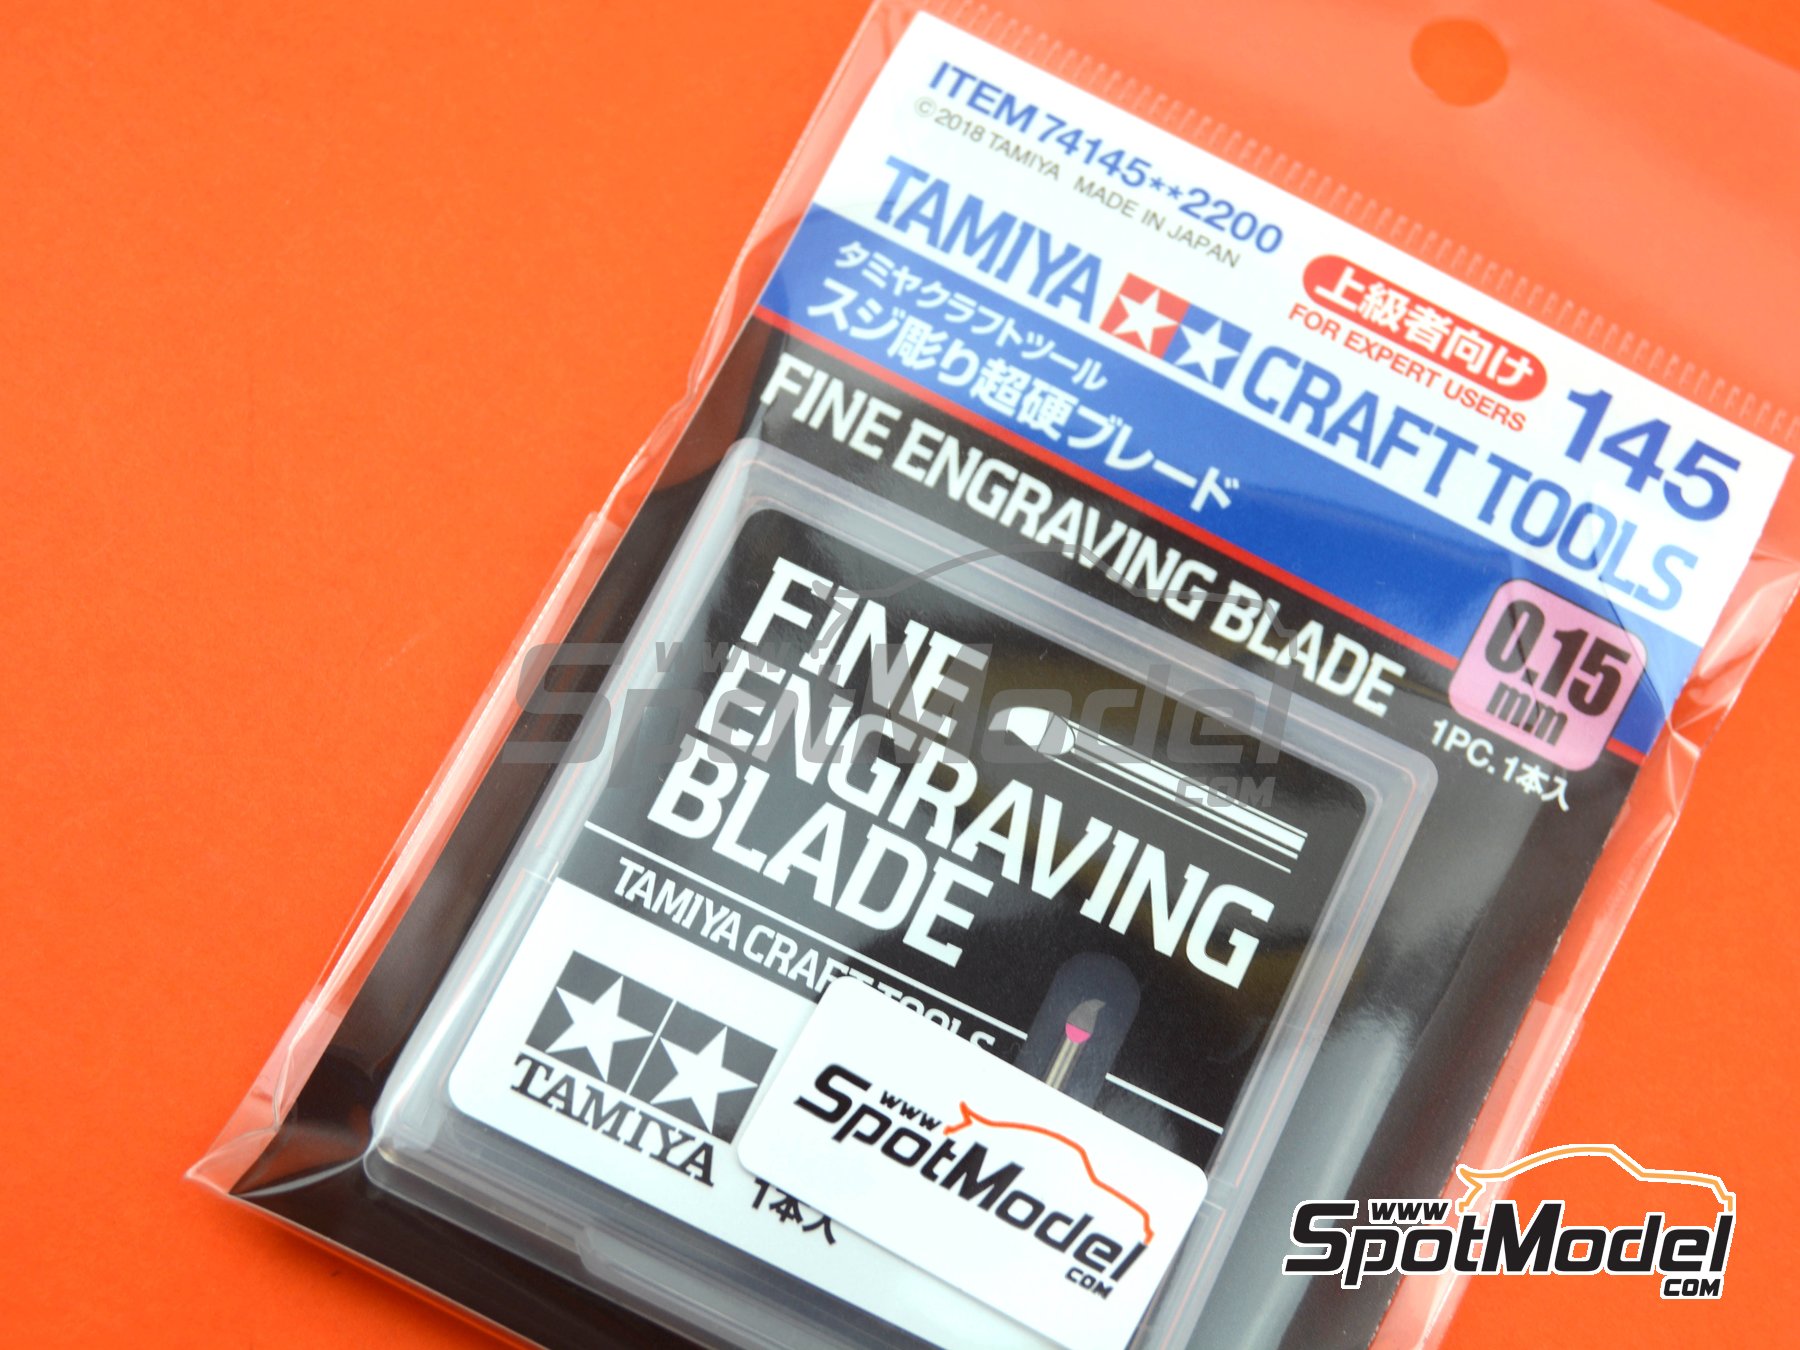 ITEM 74145**2200
© 2018 TAMIYA MADE IN JAPAN
TAMIYA CRAFT TOOLS
上級者向け
FOR EXPERT USERS
145
タミヤクラフトツール
スジ彫り超硬ブレード
FINE ENGRAVING BLADE
0.15
mm
1PC. 1本入
FINE
ENGRAVING
BLADE
TAMIYA CRAFT TOOLS
TAMIYA
1本入
www.
SpotModel
.COM
www
SpotModel
.COM
www
SpotModel
.COM